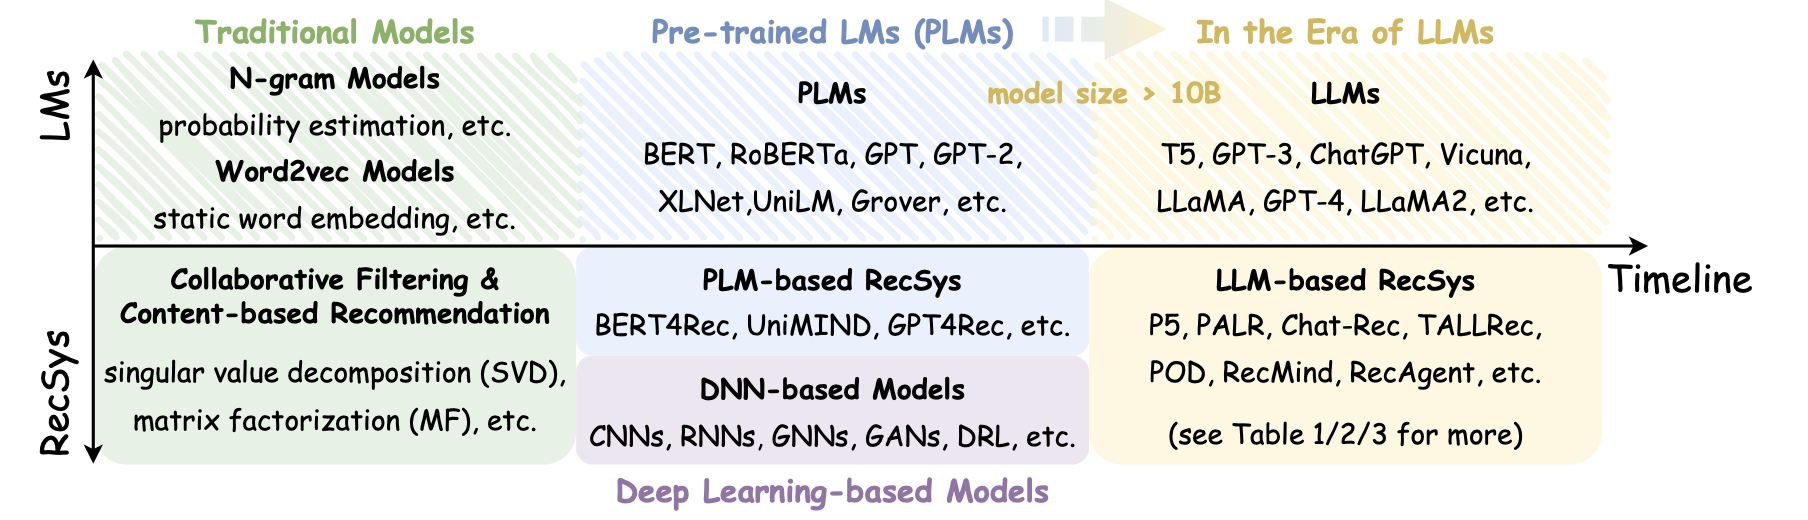 Traditional Models
Pre-trained LMs (PLMs)
In the Era of LLMs
LMs
N-gram Models
probability estimation, etc.
Word2vec Models
static word embedding, etc.
PLMs
BERT, RoBERTa, GPT, GPT-2,
XLNet,UniLM, Grover, etc.
model size > 10B
LLMs
T5, GPT-3, ChatGPT, Vicuna,
LLaMA, GPT-4, LLaMA2, etc.
Timeline
RecSys
Collaborative Filtering &
Content-based Recommendation
singular value decomposition (SVD),
matrix factorization (MF), etc.
PLM-based RecSys
BERT4Rec, UniMIND, GPT4Rec, etc.
DNN-based Models
CNNs, RNNs, GNNs, GANs, DRL, etc.
LLM-based RecSys
P5, PALR, Chat-Rec, TALLRec,
POD, RecMind, RecAgent, etc.
(see Table 1/2/3 for more)
Deep Learning-based Models